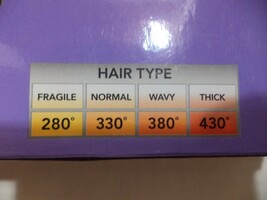 HAIR TYPE
FRAGILE NORMAL WAVY THICK
280° 330° 380° 430°